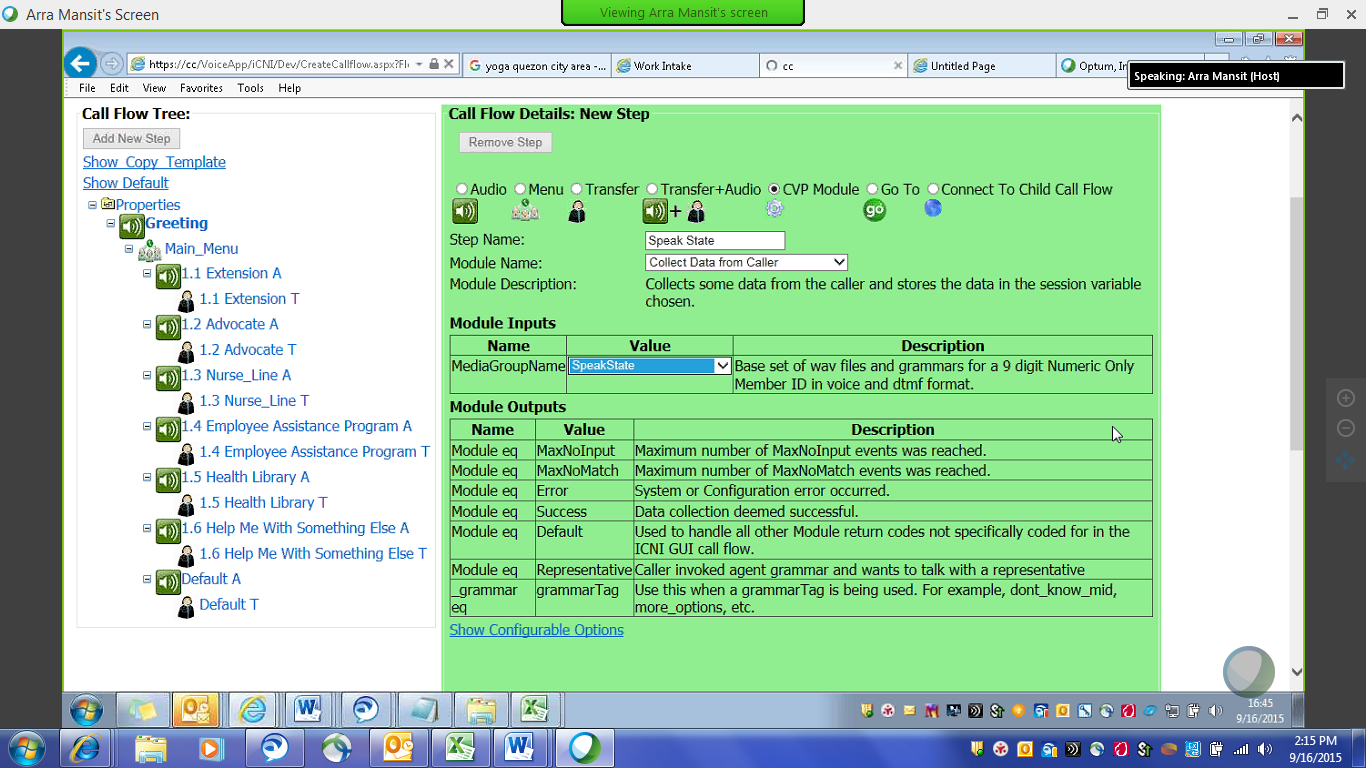 Arra Mansit's Screen
Viewing Arra Mansit's screen
https://cc/VoiceApp/iCNI/Dev/CreateCallflow.aspx?Fl
yoga quezon city area -...
Work Intake
cc
Untitled Page
Optum, In
Speaking: Arra Mansit (Host)
File Edit View Favorites Tools Help
Call Flow Tree:
Add New Step
Show Copy Template
Show Default
Properties
Greeting
Main_Menu
1.1 Extension A
1.1 Extension T
1.2 Advocate A
1.2 Advocate T
1.3 Nurse_Line A
1.3 Nurse_Line T
1.4 Employee Assistance Program A
1.4 Employee Assistance Program T
1.5 Health Library A
1.5 Health Library T
1.6 Help Me With Something Else A
1.6 Help Me With Something Else T
Default A
Default T
Call Flow Details: New Step
Remove Step
Audio Menu Transfer Transfer+Audio CVP Module Go To Connect To Child Call Flow
+ go
Step Name: Speak State
Module Name: Collect Data from Caller
Module Description: Collects some data from the caller and stores the data in the session variable
chosen.
Module Inputs
Name Value Description
MediaGroupName SpeakState Base set of wav files and grammars for a 9 digit Numeric Only
Member ID in voice and dtmf format.
Module Outputs
Name Value Description
Module eq MaxNoInput Maximum number of MaxNoInput events was reached.
Module eq MaxNoMatch Maximum number of MaxNoMatch events was reached.
Module eq Error System or Configuration error occurred.
Module eq Success Data collection deemed successful.
Module eq Default Used to handle all other Module return codes not specifically coded for in the
ICNI GUI call flow.
Module eq Representative Caller invoked agent grammar and wants to talk with a representative
_grammar grammarTag Use this when a grammarTag is being used. For example, dont_know_mid,
eq more_options, etc.
Show Configurable Options
16:45
9/16/2015
2:15 PM
9/16/2015